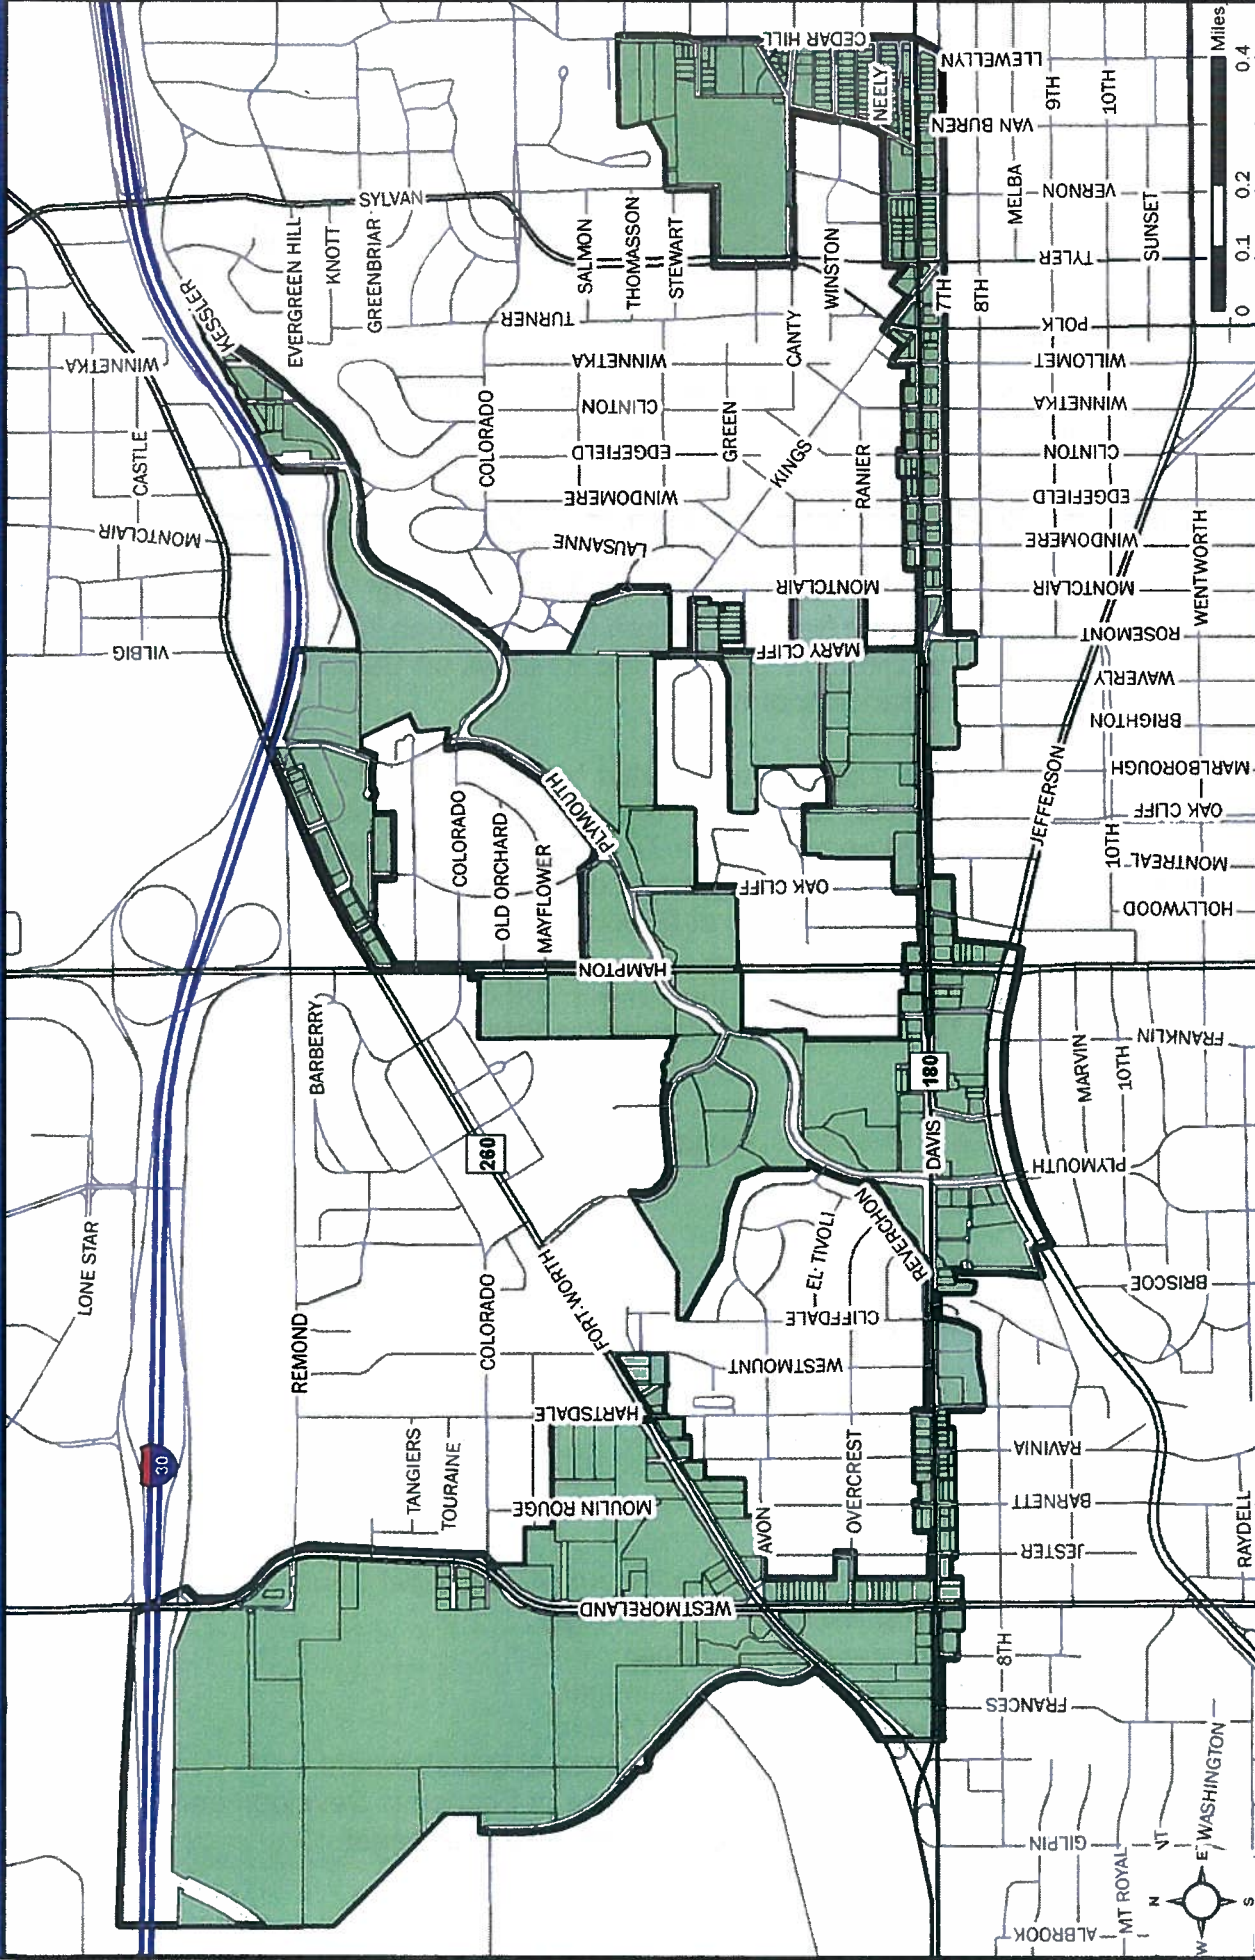 CEDAR HILL
LLEWELLYN
Miles
0.4
NEELY
9TH
10TH
VAN BUREN
SYLVAN
VERNON
MELBA
0.2
EVERGREEN HILL
KNOTT
GREENBRIAR
SALMON
THOMASSON
STEWART
WINSTON
TYLER
SUNSET
0.1
KESSLER
TURNER
7TH
8TH
POLK
0
WINNETKA
WINNETKA
CANTY
WILLOMET
CASTLE
COLORADO
CLINTON
GREEN
WINNETKA
EDGEFIELD
KINGS
CLINTON
WINDOMERE
RANIER
EDGEFIELD
MONTCLAIR
LAUSANNE
WINDOMERE
WENTWORTH
MONTCLAIR
MONTCLAIR
VILBIG
MARY CLIFF
ROSEMONT
WAVERLY
BRIGHTON
PLYMOUTH
MARLBOROUGH
JEFFERSON
OAK CLIFF
COLORADO
OLD ORCHARD
MAYFLOWER
OAK CLIFF
10TH
MONTREAL
HOLLYWOOD
HAMPTON
BARBERRY
FRANKLIN
MARVIN
10TH
180
260
DAVIS
PLYMOUTH
LONE STAR
EL TIVOLI
REVERCHON
BRISCOE
REMOND
COLORADO
FORT WORTH
CLIFFDALE
WESTMOUNT
HARTSDALE
TANGIERS
TOURAINE
RAVINIA
30
MOULIN ROUGE
OVERCREST
BARNETT
AVON
JESTER
RAYDELL
WESTMORELAND
8TH
FRANCES
WASHINGTON
GILPIN
VT
MT ROYAL
ALBROOK
N
E
S
W